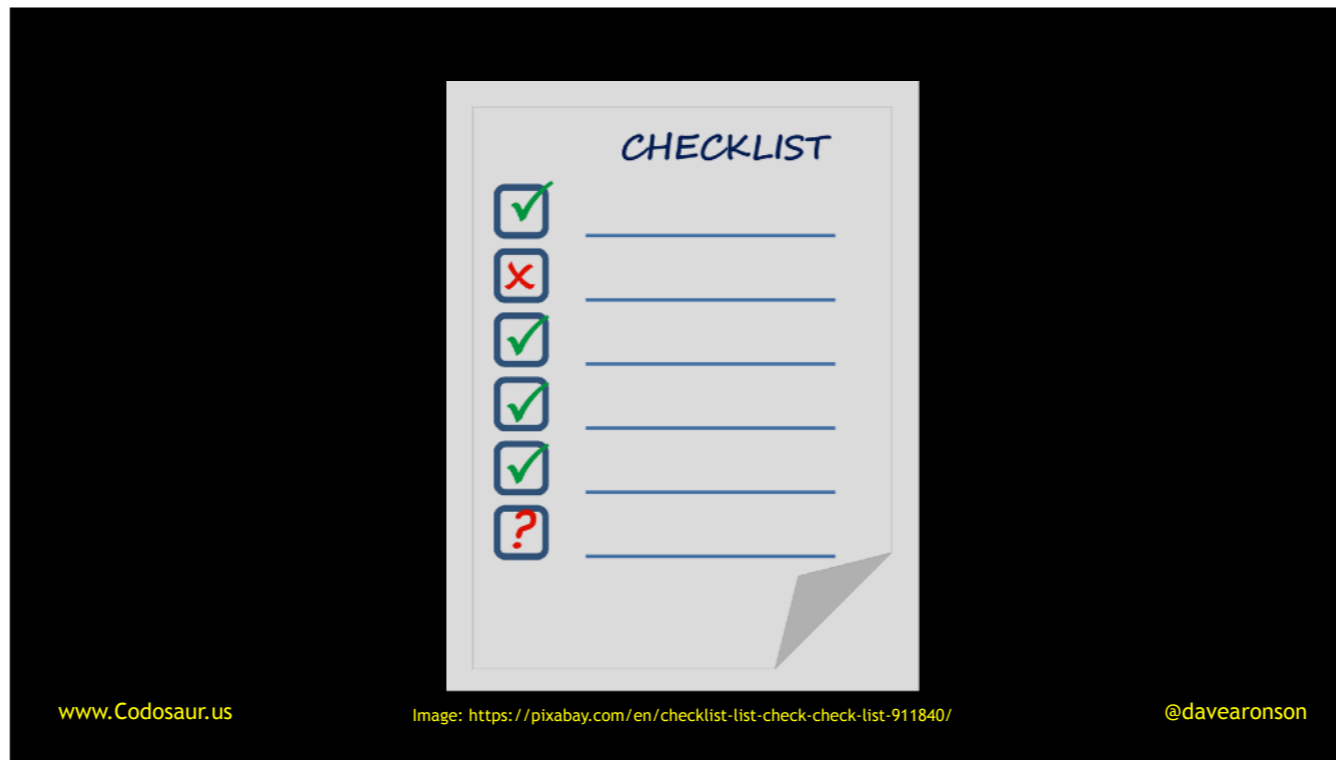 CHECKLIST
?
www.Codosaur.us
Image: https://pixabay.com/en/checklist-list-check-check-list-911840/
@davearonson